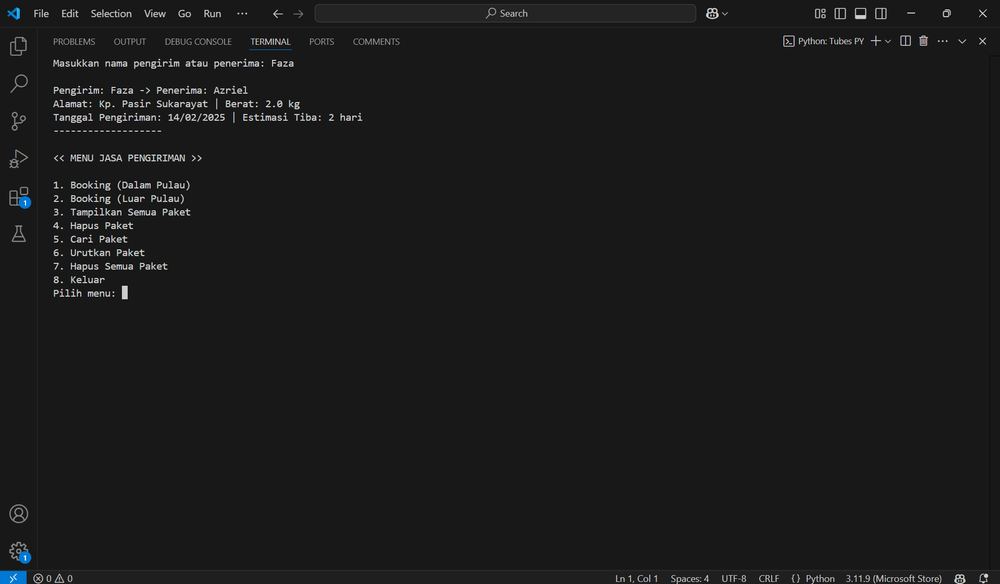 File Edit Selection View Go Run ··· Search
PROBLEMS OUTPUT DEBUG CONSOLE TERMINAL PORTS COMMENTS Python: Tubes PY
Masukkan nama pengirim atau penerima: Faza
Pengirim: Faza -> Penerima: Azriel
Alamat: Kp. Pasir Sukarayat | Berat: 2.0 kg
Tanggal Pengiriman: 14/02/2025 | Estimasi Tiba: 2 hari
-------------------
<< MENU JASA PENGIRIMAN >>
1. Booking (Dalam Pulau)
2. Booking (Luar Pulau)
3. Tampilkan Semua Paket
4. Hapus Paket
5. Cari Paket
6. Urutkan Paket
7. Hapus Semua Paket
8. Keluar
Pilih menu:
1
1
0 0 Ln 1, Col 1 Spaces: 4 UTF-8 CRLF {} Python 3.11.9 (Microsoft Store)